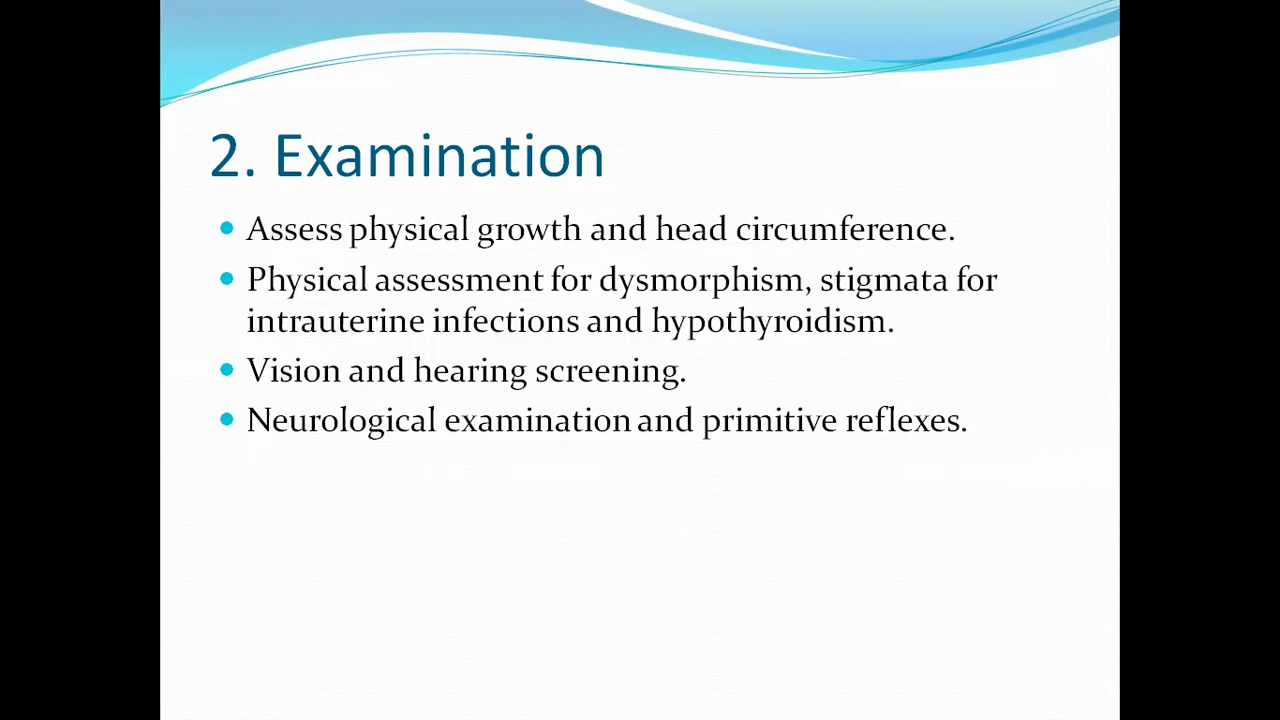 2. Examination
Assess physical growth and head circumference.
Physical assessment for dysmorphism, stigmata for
intrauterine infections and hypothyroidism.
Vision and hearing screening.
Neurological examination and primitive reflexes.